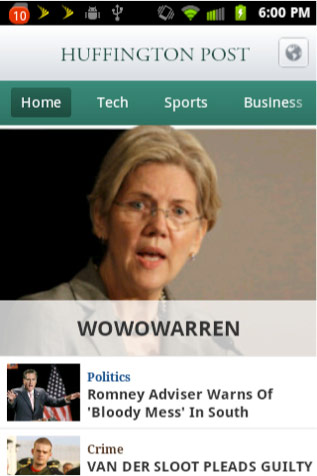 10
6:00 PM
HUFFINGTON POST
Home Tech Sports Business
WOWOWARREN
Politics
Romney Adviser Warns Of
'Bloody Mess' In South
Crime
VAN DER SLOOT PLEADS GUILTY